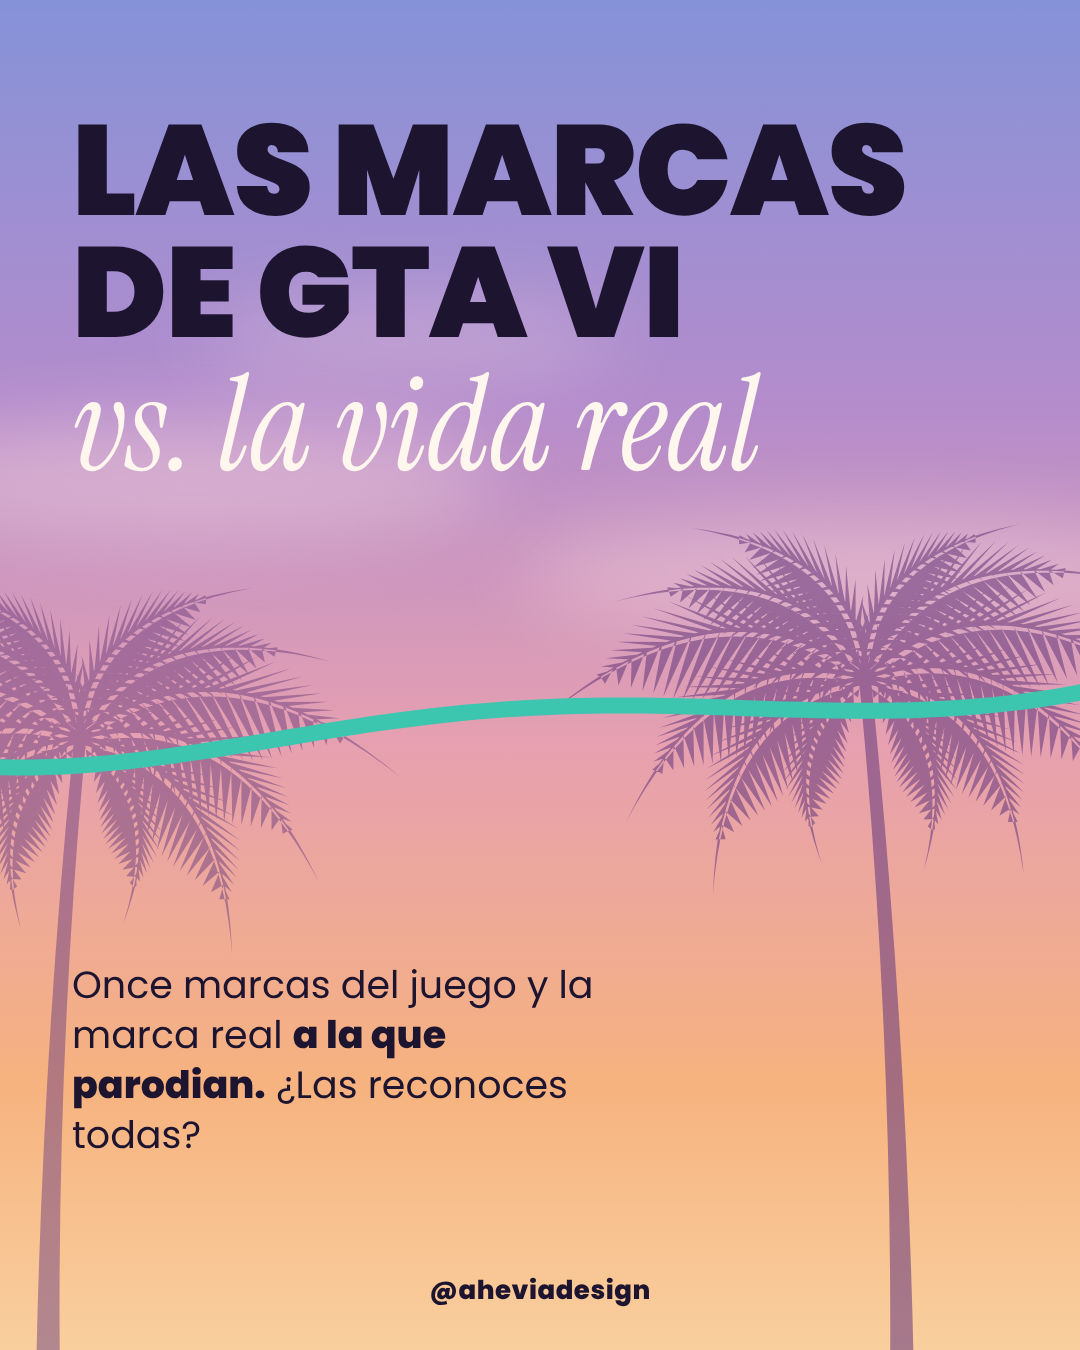 LAS MARCAS
DE GTA VI
vs. la vida real
Once marcas del juego y la
marca real a la que
parodian. ¿Las reconoces
todas?
@aheviadesign